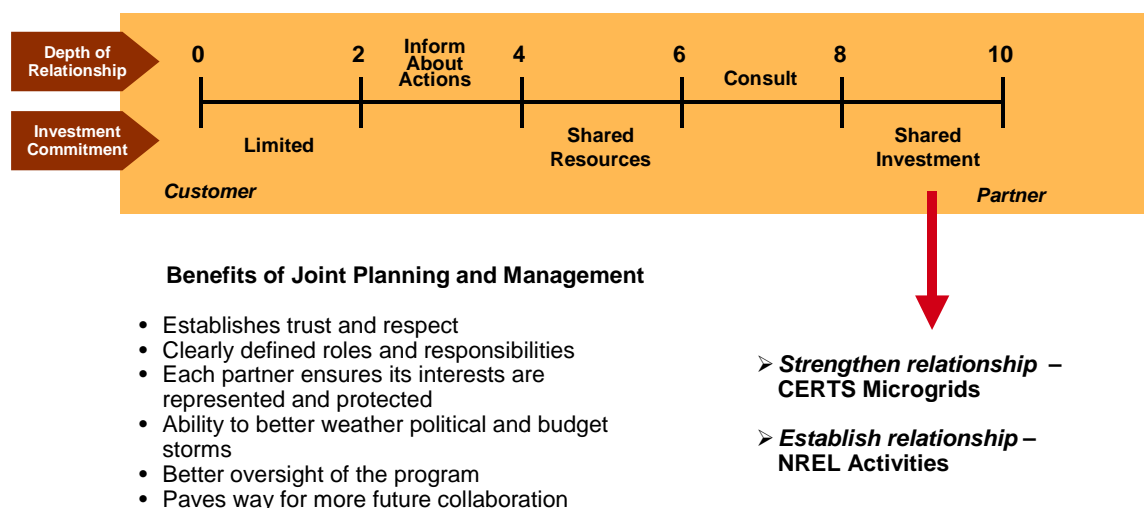 Depth of
Relationship
0
2
Inform
About
Actions
4
6
Consult
8
10
Investment
Commitment
Limited
Shared
Resources
Shared
Investment
Customer
Partner
Benefits of Joint Planning and Management
• Establishes trust and respect
• Clearly defined roles and responsibilities
• Each partner ensures its interests are
represented and protected
• Ability to better weather political and budget
storms
• Better oversight of the program
• Paves way for more future collaboration
➢ Strengthen relationship –
CERTS Microgrids
➢ Establish relationship –
NREL Activities